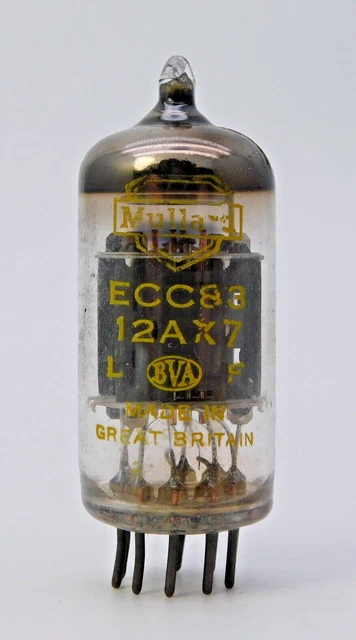 Mullard
ECC83
12AX7
L BVA F
MADE IN
GREAT BRITAIN